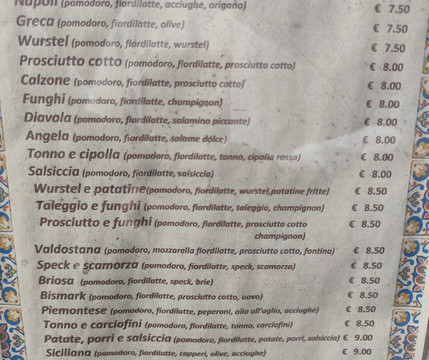 Napoli (pomodoro, fiordilatte, acciughe, origano) € 7.50
Greca (pomodoro, fiordilatte, olive) € 7.50
Wurstel (pomodoro, fiordilatte, wurstel) € 7.50
Prosciutto cotto (pomodoro, fiordilatte, prosciutto cotto) € 8.00
Calzone (pomodoro, fiordilatte, prosciutto cotto) € 8.00
Funghi (pomodoro, fiordilatte, champignon) € 8.00
Diavola (pomodoro, fiordilatte, salamino piccante) € 8.00
Angela (pomodoro, fiordilatte, salame dolce) € 8.00
Tonno e cipolla (pomodoro, fiordilatte, tonno, cipolla rossa) € 8.00
Salsiccia (pomodoro, fiordilatte, salsiccia) € 8.00
Wurstel e patatine (pomodoro, fiordilatte, wurstel,patatine fritte) € 8.50
Taleggio e funghi (pomodoro, fiordilatte, taleggio, champignon) € 8.50
Prosciutto e funghi (pomodoro, fiordilatte, prosciutto cotto € 8.50
champignon)
Valdostana (pomodoro, mozzarella fiordilatte, prosciutto cotto, fontina) € 8.50
Speck e scamorza (pomodoro, fiordilatte, speck, scamorza) € 8.50
Briosa (pomodoro, fiordilatte, speck, brie) € 8.50
Bismark (pomodoro, fiordilatte, prosciutto cotto, uovo) € 8.50
Piemontese (pomodoro, fiordilatte, peperoni, olio all'aglio, acciughe) € 8.50
Tonno e carciofini (pomodoro, fiordilatte, tonno, carciofini) € 8.50
Patate, porri e salsiccia (pomodoro, fiordilatte, patate, porri, salsiccia) € 9.00
Siciliana (pomodoro, fiordilatte, capperi, olive, acciughe) € 9.00